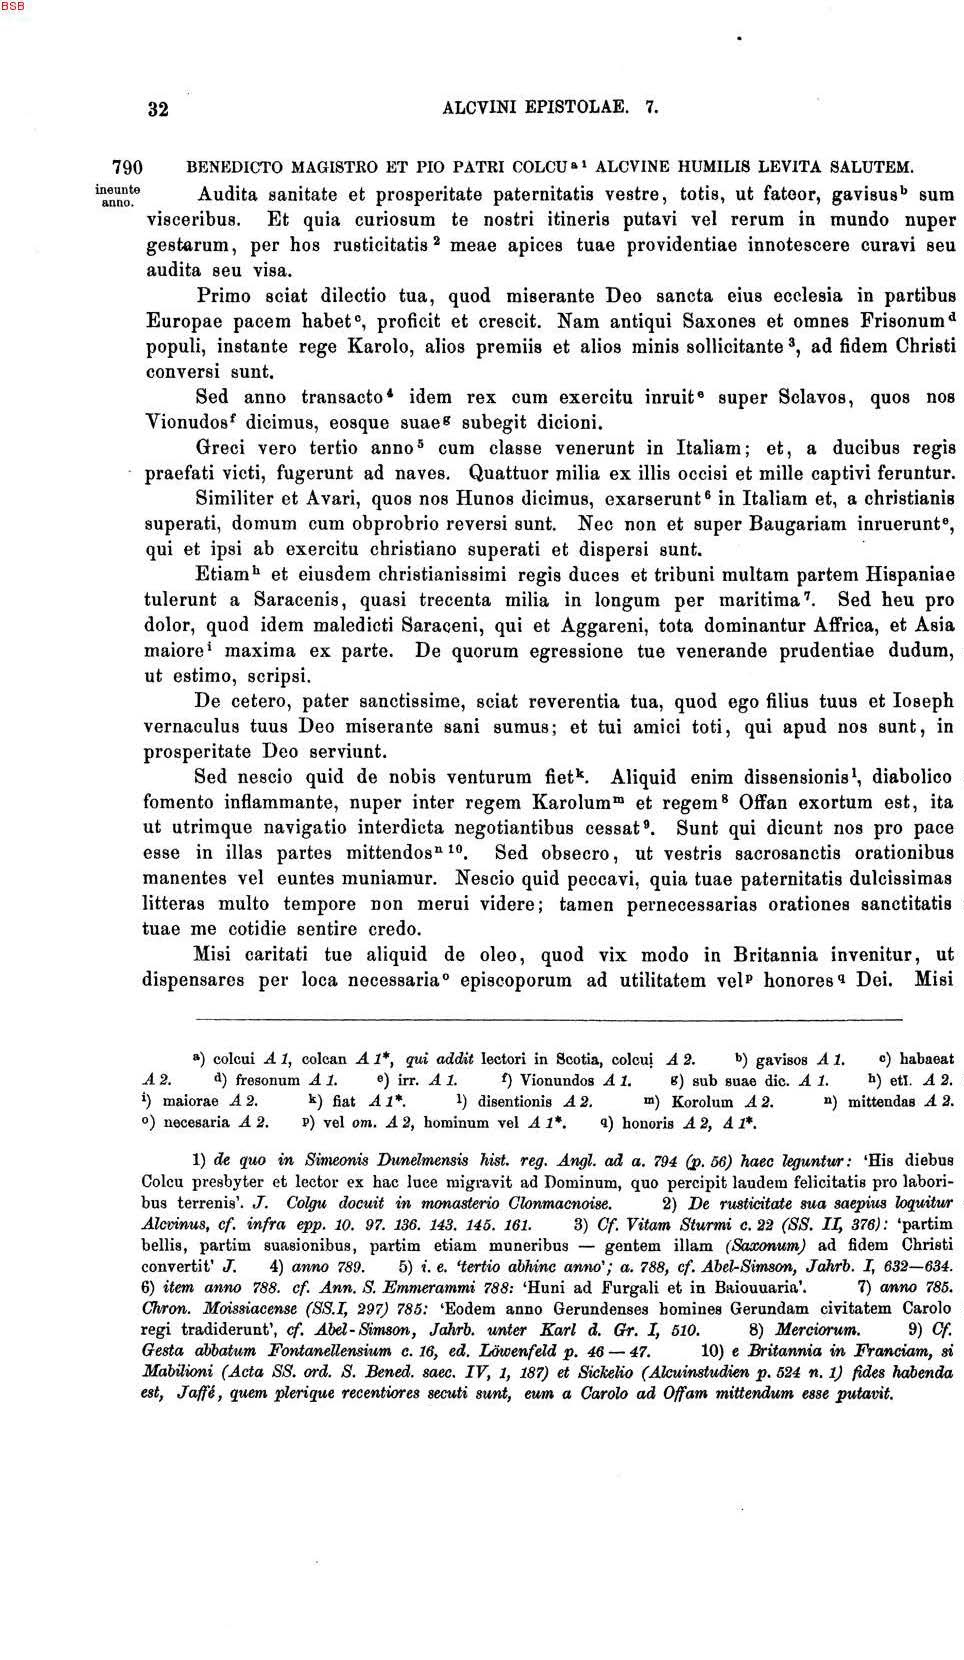 BSB
32 ALCVINI EPISTOLAE. 7.
790 BENEDICTO MAGISTRO ET PIO PATRI COLCU a 1 ALCVINE HUMILIS LEVITA SALUTEM.
ineunte anno. Audita sanitate et prosperitate paternitatis vestre, totis, ut fateor, gavisus b sum
visceribus. Et quia curiosum te nostri itineris putavi vel rerum in mundo nuper
gestarum, per hos rusticitatis 2 meae apices tuae providentiae innotescere curavi seu
audita seu visa.
Primo sciat dilectio tua, quod miserante Deo sancta eius ecclesia in partibus
Europae pacem habet c, proficit et crescit. Nam antiqui Saxones et omnes Frisonum d
populi, instante rege Karolo, alios premiis et alios minis sollicitante 3, ad fidem Christi
conversi sunt.
Sed anno transacto 4 idem rex cum exercitu inruit e super Sclavos, quos nos
Vionudos f dicimus, eosque suae g subegit dicioni.
Greci vero tertio anno 5 cum classe venerunt in Italiam; et, a ducibus regis
praefati victi, fugerunt ad naves. Quattuor milia ex illis occisi et mille captivi feruntur.
Similiter et Avari, quos nos Hunos dicimus, exarserunt 6 in Italiam et, a christianis
superati, domum cum obprobrio reversi sunt. Nec non et super Baugariam inruerunt e,
qui et ipsi ab exercitu christiano superati et dispersi sunt.
Etiam h et eiusdem christianissimi regis duces et tribuni multam partem Hispaniae
tulerunt a Saracenis, quasi trecenta milia in longum per maritima 7. Sed heu pro
dolor, quod idem maledicti Saraceni, qui et Aggareni, tota dominantur Affrica, et Asia
maiore i maxima ex parte. De quorum egressione tue venerande prudentiae dudum,
ut estimo, scripsi.
De cetero, pater sanctissime, sciat reverentia tua, quod ego filius tuus et Ioseph
vernaculus tuus Deo miserante sani sumus; et tui amici toti, qui apud nos sunt, in
prosperitate Deo serviunt.
Sed nescio quid de nobis venturum fiet k. Aliquid enim dissensionis l, diabolico
fomento inflammante, nuper inter regem Karolum m et regem 8 Offan exortum est, ita
ut utrimque navigatio interdicta negotiantibus cessat 9. Sunt qui dicunt nos pro pace
esse in illas partes mittendos n 10. Sed obsecro, ut vestris sacrosanctis orationibus
manentes vel euntes muniamur. Nescio quid peccavi, quia tuae paternitatis dulcissimas
litteras multo tempore non merui videre; tamen pernecessarias orationes sanctitatis
tuae me cotidie sentire credo.
Misi caritati tue aliquid de oleo, quod vix modo in Britannia invenitur, ut
dispensares per loca necessaria o episcoporum ad utilitatem vel p honores q Dei. Misi
a) colcui A 1, colcan A 1*, qui addit lectori in Scotia, colcui A 2. b) gavisos A 1. c) habaeat
A 2. d) fresonum A 1. e) irr. A 1. f) Vionundos A 1. g) sub suae dic. A 1. h) etI. A 2.
i) maiorae A 2. k) fiat A 1*. l) disentionis A 2. m) Korolum A 2. n) mittendas A 2.
o) necesaria A 2. p) vel om. A 2, hominum vel A 1*. q) honoris A 2, A 1*.
1) de quo in Simeonis Dunelmensis hist. reg. Angl. ad a. 794 (p. 56) haec leguntur: 'His diebus
Colcu presbyter et lector ex hac luce migravit ad Dominum, quo percipit laudem felicitatis pro labori-
bus terrenis'. J. Colgu docuit in monasterio Clonmacnoise. 2) De rusticitate sua saepius loquitur
Alcvinus, cf. infra epp. 10. 97. 136. 143. 145. 161. 3) Cf. Vitam Sturmi c. 22 (SS. II, 376): 'partim
bellis, partim suasionibus, partim etiam muneribus — gentem illam (Saxonum) ad fidem Christi
convertit' J. 4) anno 789. 5) i. e. 'tertio abhinc anno'; a. 788, cf. Abel-Simson, Jahrb. I, 632—634.
6) item anno 788. cf. Ann. S. Emmerammi 788: 'Huni ad Furgali et in Baiouuaria'. 7) anno 785.
Chron. Moissiacense (SS. I, 297) 785: 'Eodem anno Gerundenses homines Gerundam civitatem Carolo
regi tradiderunt', cf. Abel-Simson, Jahrb. unter Karl d. Gr. I, 510. 8) Merciorum. 9) Cf.
Gesta abbatum Fontanellensium c. 16, ed. Löwenfeld p. 46—47. 10) e Britannia in Franciam, si
Mabilioni (Acta SS. ord. S. Bened. saec. IV, 1, 187) et Sickelio (Alcuinstudien p. 524 n. 1) fides habenda
est, Jaffé, quem plerique recentiores secuti sunt, eum a Carolo ad Offam mittendum esse putavit.